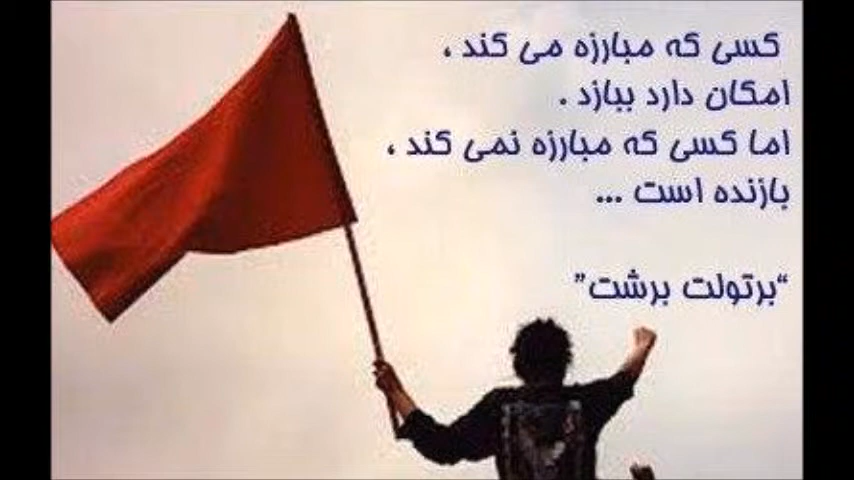 کسی که مبارزه می کند ،
امکان دارد ببازد .
اما کسی که مبارزه نمی کند ،
بازنده است ...
“برتولت برشت”